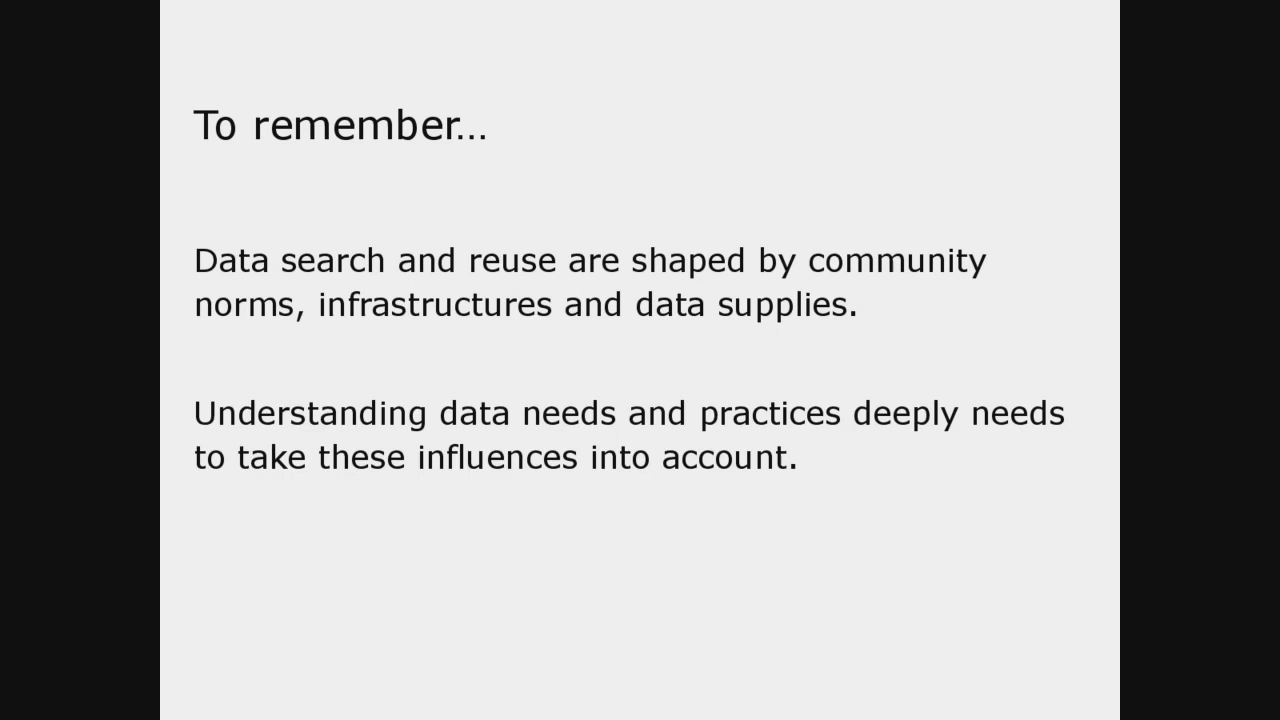 To remember...
Data search and reuse are shaped by community
norms, infrastructures and data supplies.
Understanding data needs and practices deeply needs
to take these influences into account.